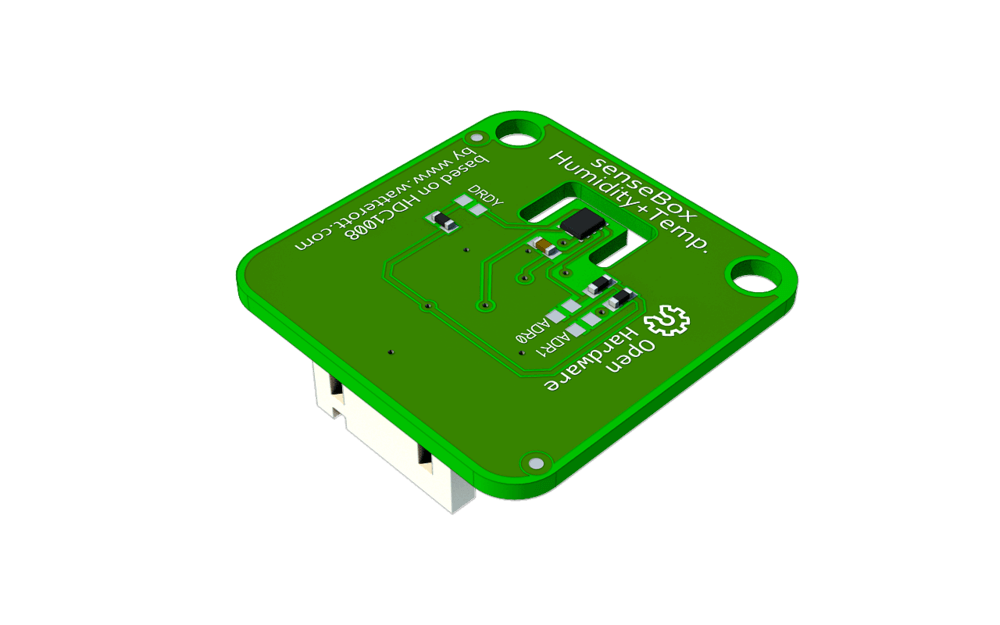 senseBox
Humidity+Temp.
based on HDC1008
by www.watterott.com
DRDY
ADR0
ADR1
Open
Hardware